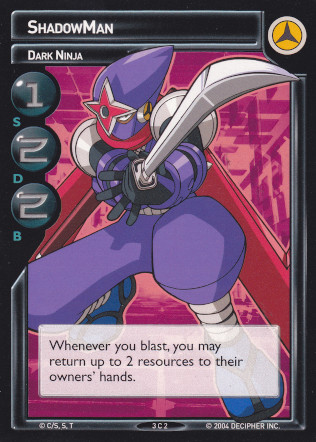 ShadowMan
Dark Ninja
1
S
2
D
2
B
Whenever you blast, you may
return up to 2 resources to their
owners' hands.
© C/S, S, T
3 C 2
© 2004 DECIPHER INC.